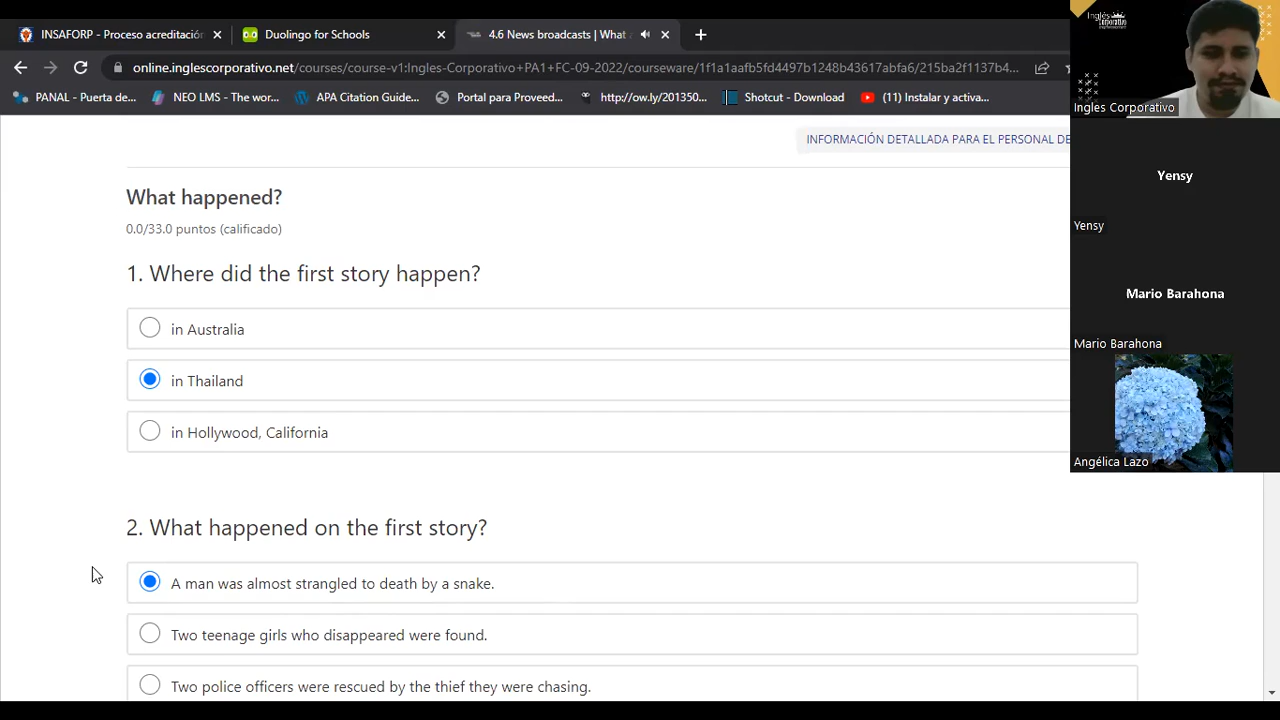 INSAFORP - Proceso acreditació
Duolingo for Schools
4.6 News broadcasts | What
online.inglescorporativo.net/courses/course-v1:Ingles-Corporativo+PA1+FC-09-2022/courseware/1f1a1aafb5fd4497b1248b43617abfa6/215ba2f1137b4...
PANAL - Puerta de...
NEO LMS - The wor...
APA Citation Guide...
Portal para Proveed...
http://ow.ly/201350...
Shotcut - Download
(11) Instalar y activa...
Inglés
Corporativo
Ingles Corporativo
INFORMACIÓN DETALLADA PARA EL PERSONAL DE
Yensy
Yensy
What happened?
0.0/33.0 puntos (calificado)
1. Where did the first story happen?
in Australia
in Thailand
in Hollywood, California
Mario Barahona
Mario Barahona
Angélica Lazo
2. What happened on the first story?
A man was almost strangled to death by a snake.
Two teenage girls who disappeared were found.
Two police officers were rescued by the thief they were chasing.